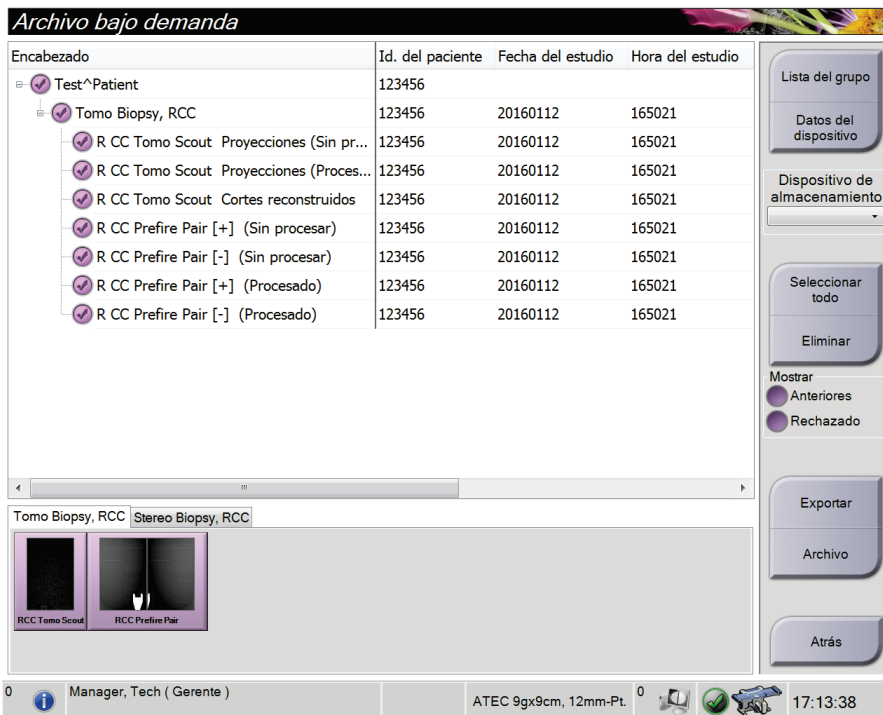 Archivo bajo demanda
Encabezado Id. del paciente Fecha del estudio Hora del estudio
Test^Patient 123456
Tomo Biopsy, RCC 123456 20160112 165021
R CC Tomo Scout Proyecciones (Sin pr... 123456 20160112 165021
R CC Tomo Scout Proyecciones (Proces... 123456 20160112 165021
R CC Tomo Scout Cortes reconstruidos 123456 20160112 165021
R CC Prefire Pair [+] (Sin procesar) 123456 20160112 165021
R CC Prefire Pair [-] (Sin procesar) 123456 20160112 165021
R CC Prefire Pair [+] (Procesado) 123456 20160112 165021
R CC Prefire Pair [-] (Procesado) 123456 20160112 165021
Lista del grupo
Datos del
dispositivo
Dispositivo de
almacenamiento
Seleccionar
todo
Eliminar
Mostrar
Anteriores
Rechazado
Exportar
Archivo
Atrás
Tomo Biopsy, RCC Stereo Biopsy, RCC
RCC Tomo Scout RCC Prefire Pair
0 Manager, Tech ( Gerente ) ATEC 9gx9cm, 12mm-Pt. 0 17:13:38